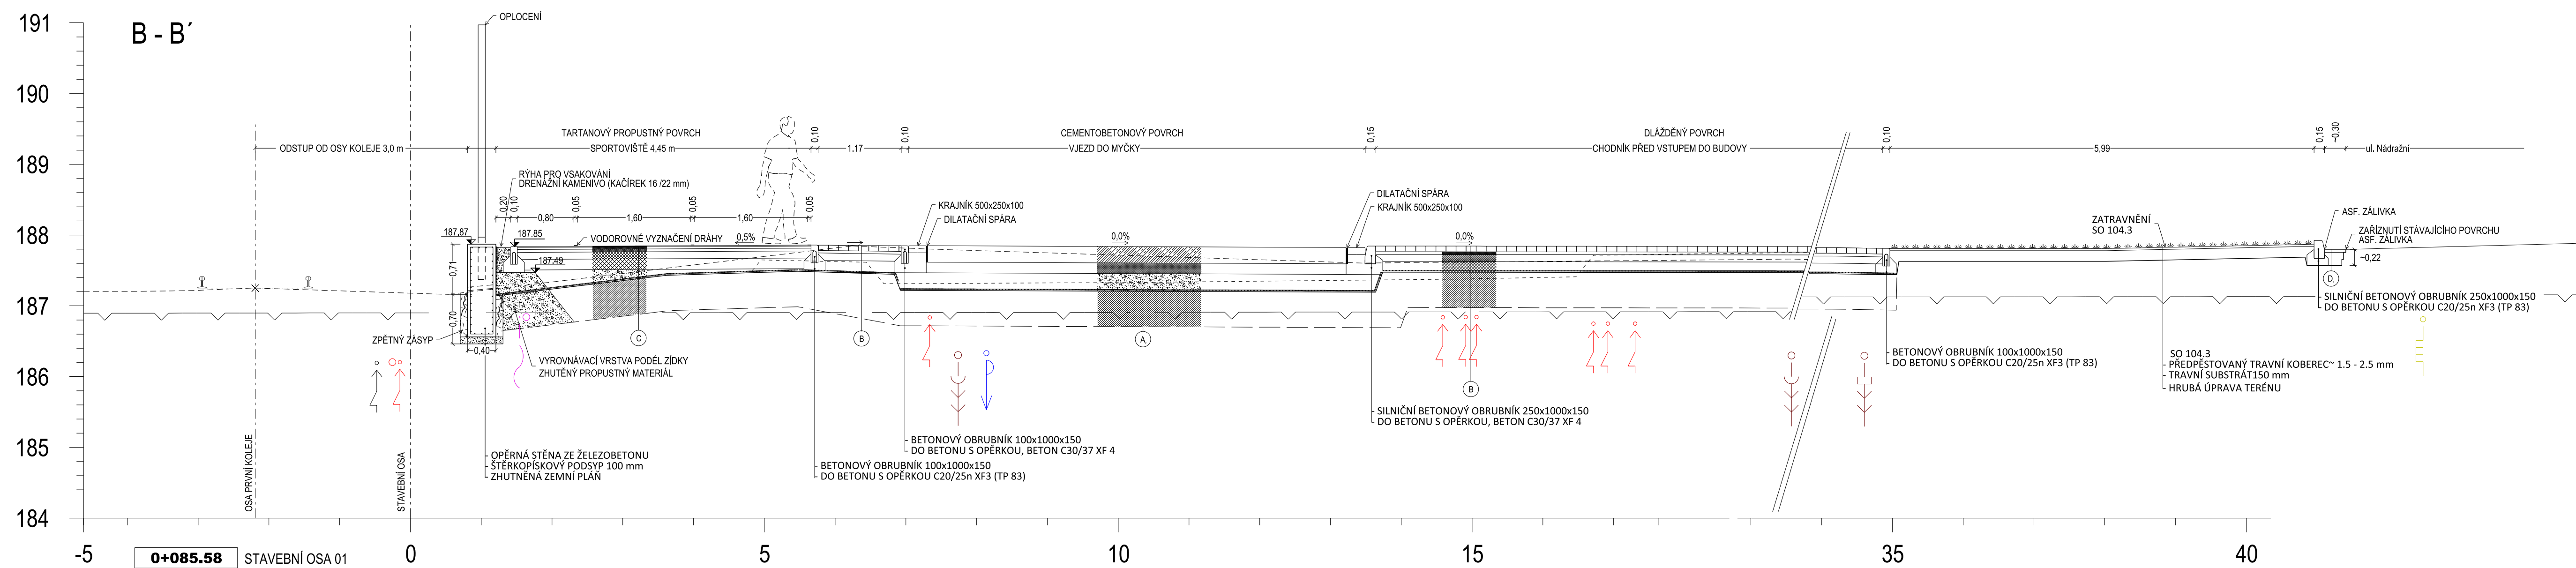 191
B - B´
OPLOCENÍ
190
TARTANOVÝ PROPUSTNÝ POVRCH
0,10
0,10
CEMENTOBETONOVÝ POVRCH
0,15
DLÁŽDĚNÝ POVRCH
0,10
0,15
~0,30
189
ODSTUP OD OSY KOLEJE 3,0 m
SPORTOVIŠTĚ 4,45 m
1,17
VJEZD DO MYČKY
CHODNÍK PŘED VSTUPEM DO BUDOVY
5,99
ul. Nádražní
RÝHA PRO VSAKOVÁNÍ
DRENÁŽNÍ KAMENIVO (KAČÍREK 16 /22 mm)
0,20
0,10
0,80
0,05
1,60
0,05
1,60
0,05
KRAJNÍK 500x250x100
DILATAČNÍ SPÁRA
DILATAČNÍ SPÁRA
KRAJNÍK 500x250x100
ZATRAVNĚNÍ
SO 104.3
ASF. ZÁLIVKA
ZAŘÍZNUTÍ STÁVAJÍCÍHO POVRCHU
ASF. ZÁLIVKA
~0,22
188
187.87
187.85
VODOROVNÉ VYZNAČENÍ DRÁHY
0,5%
0,0%
0,0%
187.49
0,71
187
0,70
ZPĚTNÝ ZÁSYP
0,40
C
B
A
B
D
SILNIČNÍ BETONOVÝ OBRUBNÍK 250x1000x150
DO BETONU S OPĚRKOU C20/25n XF3 (TP 83)
VYROVNÁVACÍ VRSTVA PODÉL ZÍDKY
ZHUTĚNÝ PROPUSTNÝ MATERIÁL
BETONOVÝ OBRUBNÍK 100x1000x150
DO BETONU S OPĚRKOU C20/25n XF3 (TP 83)
SO 104.3
PŘEDPĚSTOVANÝ TRAVNÍ KOBEREC~ 1.5 - 2.5 mm
TRAVNÍ SUBSTRÁT150 mm
HRUBÁ ÚPRAVA TERÉNU
186
SILNIČNÍ BETONOVÝ OBRUBNÍK 250x1000x150
DO BETONU S OPĚRKOU, BETON C30/37 XF 4
BETONOVÝ OBRUBNÍK 100x1000x150
DO BETONU S OPĚRKOU, BETON C30/37 XF 4
185
OSA PRVNÍ KOLEJE
STAVEBNÍ OSA
OPĚRNÁ STĚNA ZE ŽELEZOBETONU
ŠTĚRKOPÍSKOVÝ PODSYP 100 mm
ZHUTNĚNÁ ZEMNÍ PLÁŇ
BETONOVÝ OBRUBNÍK 100x1000x150
DO BETONU S OPĚRKOU C20/25n XF3 (TP 83)
184
-5
0
5
10
15
35
40
0+085.58 STAVEBNÍ OSA 01